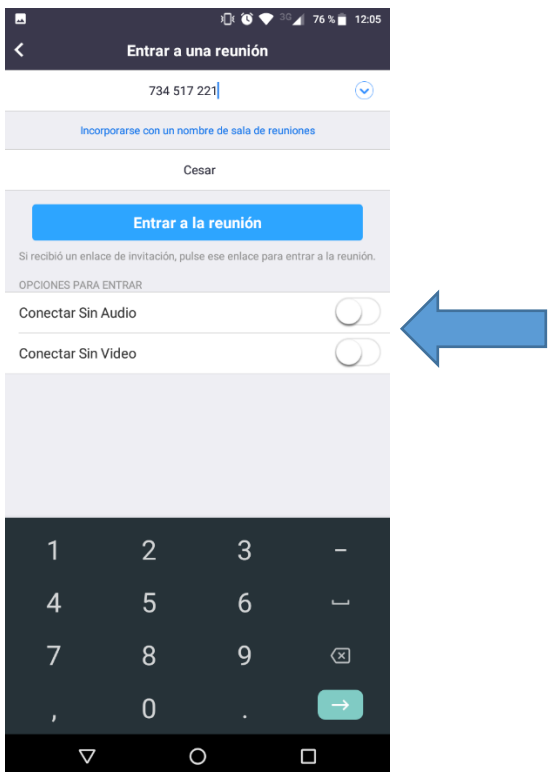 3G 76 % 12:05
Entrar a una reunión
734 517 221
Incorporarse con un nombre de sala de reuniones
Cesar
Entrar a la reunión
Si recibió un enlace de invitación, pulse ese enlace para entrar a la reunión.
OPCIONES PARA ENTRAR
Conectar Sin Audio
Conectar Sin Video
1 2 3 -
4 5 6
7 8 9
, 0 .